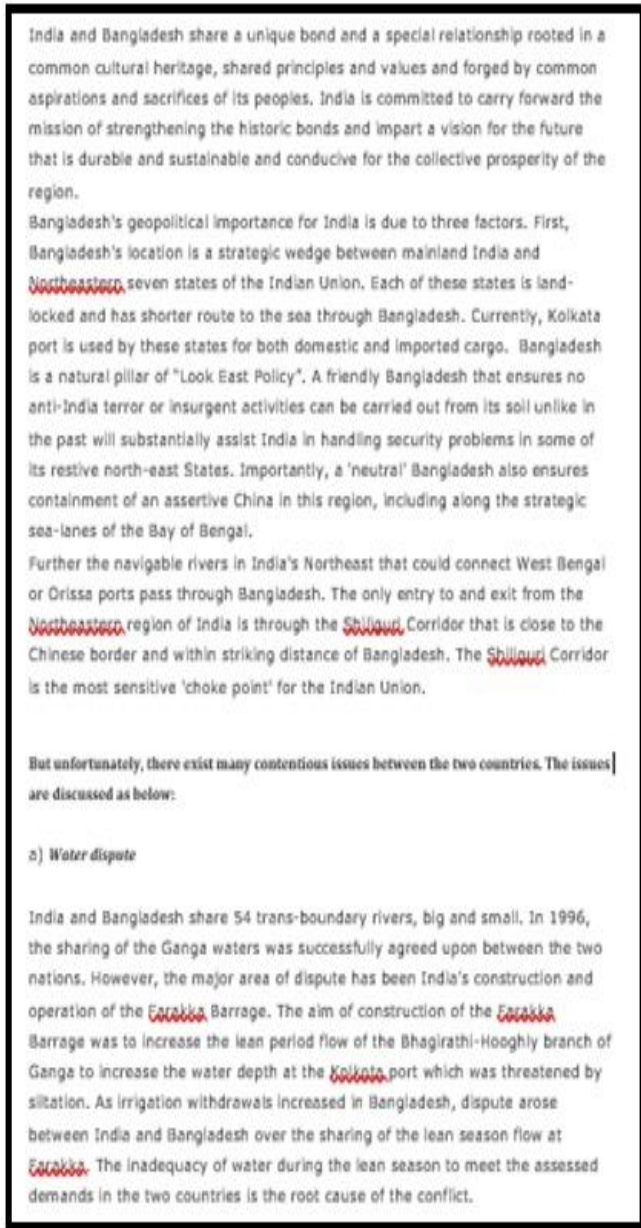 India and Bangladesh share a unique bond and a special relationship rooted in a
common cultural heritage, shared principles and values and forged by common
aspirations and sacrifices of its peoples. India is committed to carry forward the
mission of strengthening the historic bonds and impart a vision for the future
that is durable and sustainable and conducive for the collective prosperity of the
region.
Bangladesh's geopolitical importance for India is due to three factors. First,
Bangladesh's location is a strategic wedge between mainland India and
Northeastern seven states of the Indian Union. Each of these states is land-
locked and has shorter route to the sea through Bangladesh. Currently, Kolkata
port is used by these states for both domestic and imported cargo. Bangladesh
is a natural pillar of "Look East Policy". A friendly Bangladesh that ensures no
anti-India terror or insurgent activities can be carried out from its soil unlike in
the past will substantially assist India in handling security problems in some of
its restive north-east States. Importantly, a 'neutral' Bangladesh also ensures
containment of an assertive China in this region, including along the strategic
sea-lanes of the Bay of Bengal.
Further the navigable rivers in India's Northeast that could connect West Bengal
or Orissa ports pass through Bangladesh. The only entry to and exit from the
Northeastern region of India is through the Shiliguri Corridor that is close to the
Chinese border and within striking distance of Bangladesh. The Shiliguri Corridor
is the most sensitive 'choke point' for the Indian Union.
But unfortunately, there exist many contentious issues between the two countries. The issues
are discussed as below:
a) Water dispute
India and Bangladesh share 54 trans-boundary rivers, big and small. In 1996,
the sharing of the Ganga waters was successfully agreed upon between the two
nations. However, the major area of dispute has been India's construction and
operation of the Farakka Barrage. The aim of construction of the Farakka
Barrage was to increase the lean period flow of the Bhagirathi-Hooghly branch of
Ganga to increase the water depth at the Kolkata port which was threatened by
siltation. As irrigation withdrawals increased in Bangladesh, dispute arose
between India and Bangladesh over the sharing of the lean season flow at
Farakka. The inadequacy of water during the lean season to meet the assessed
demands in the two countries is the root cause of the conflict.